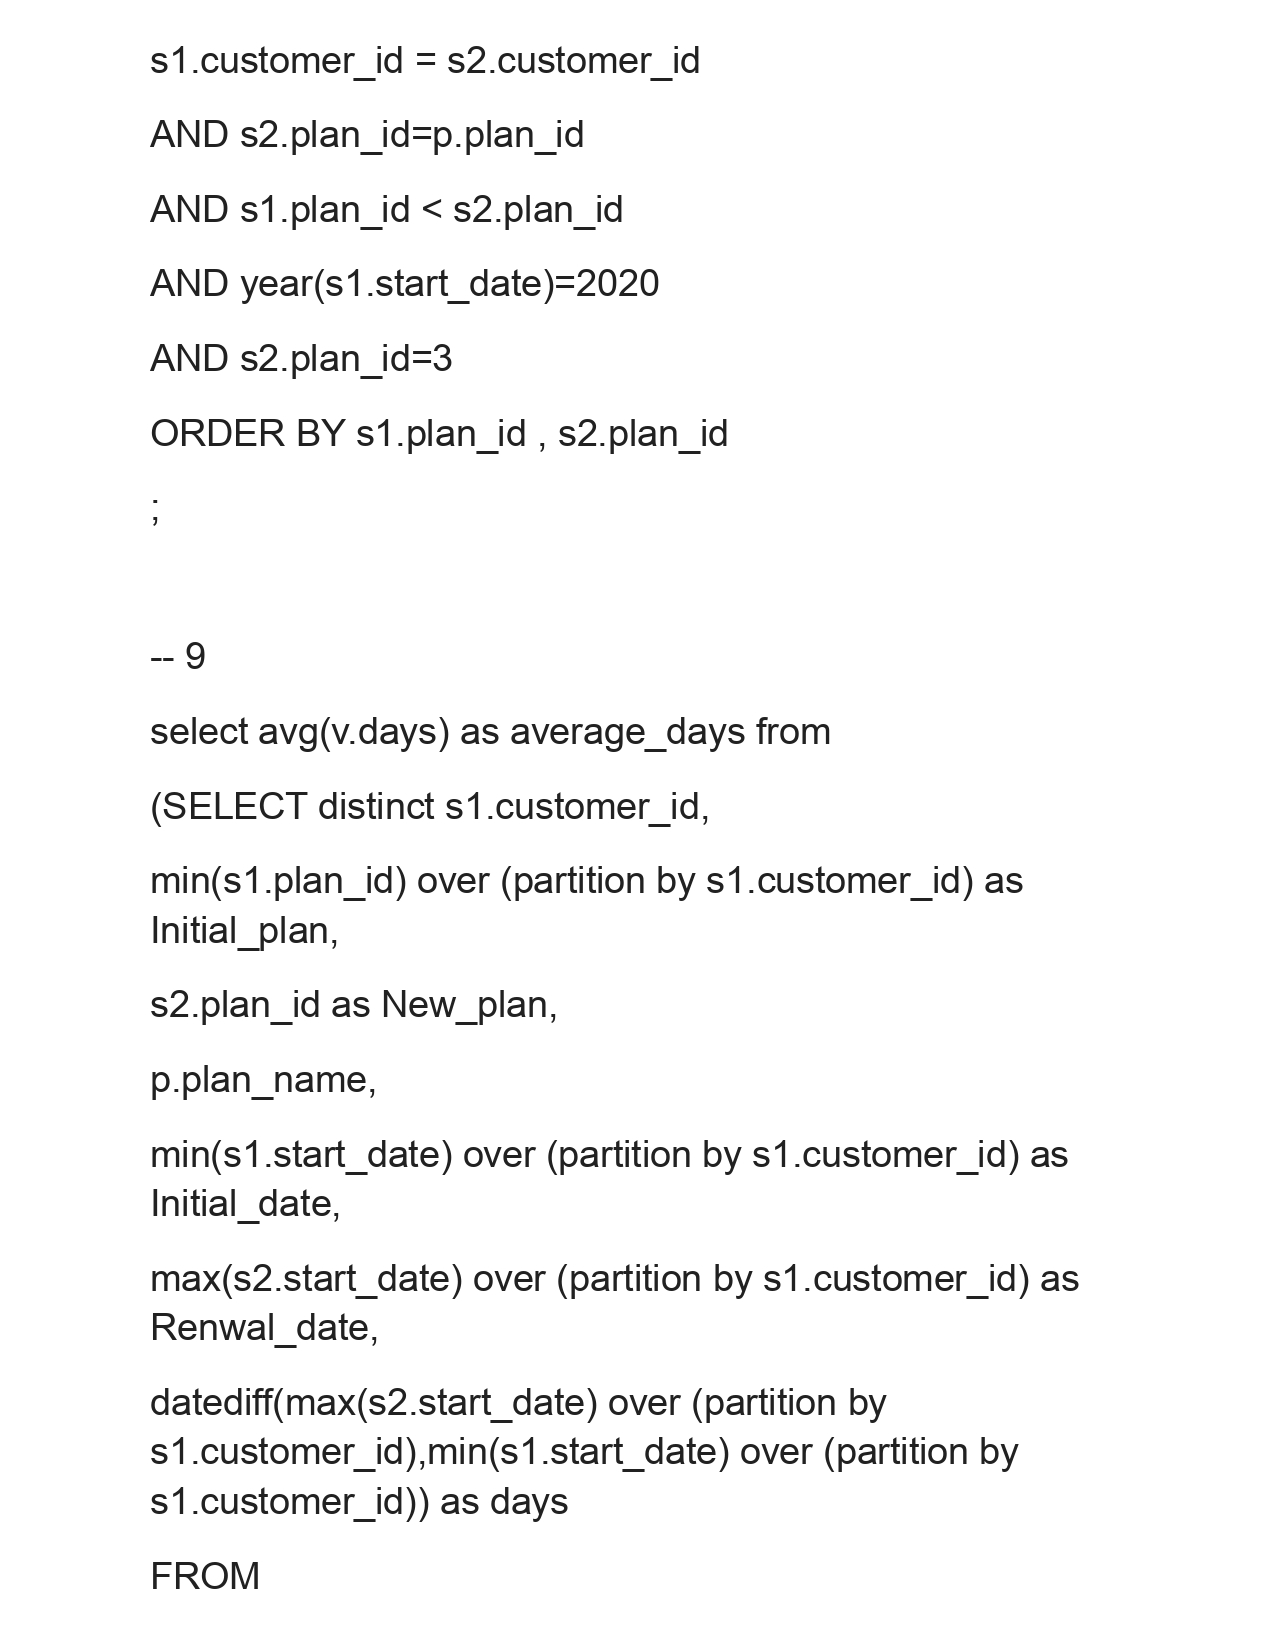 s1.customer_id = s2.customer_id
AND s2.plan_id=p.plan_id
AND s1.plan_id < s2.plan_id
AND year(s1.start_date)=2020
AND s2.plan_id=3
ORDER BY s1.plan_id , s2.plan_id
;
-- 9
select avg(v.days) as average_days from
(SELECT distinct s1.customer_id,
min(s1.plan_id) over (partition by s1.customer_id) as
Initial_plan,
s2.plan_id as New_plan,
p.plan_name,
min(s1.start_date) over (partition by s1.customer_id) as
Initial_date,
max(s2.start_date) over (partition by s1.customer_id) as
Renwal_date,
datediff(max(s2.start_date) over (partition by
s1.customer_id),min(s1.start_date) over (partition by
s1.customer_id)) as days
FROM